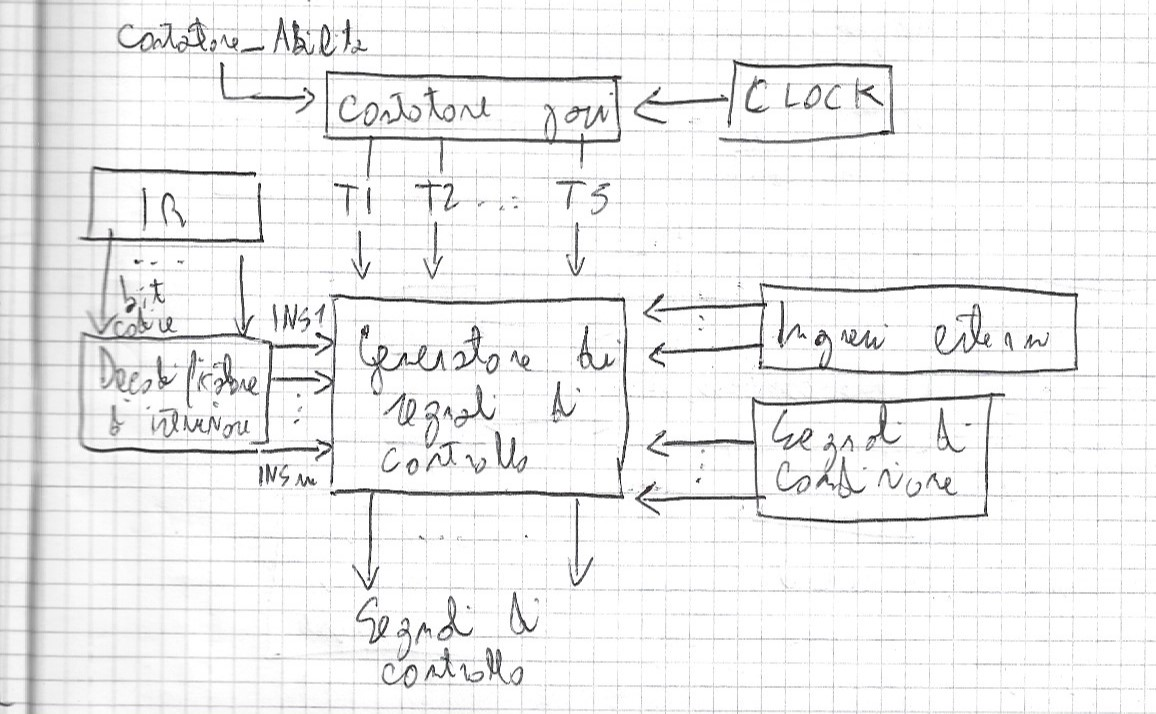 Contatore_Abilita
Contatore passi
CLOCK
IR
T1 T2 ...: T5
....
bit
codice
INS1
Decodificatore
di istruzione
INSm
Generatore di
segnali di
controllo
Ingressi esterni
Segnali di
condizione
.....
Segnali di
controllo